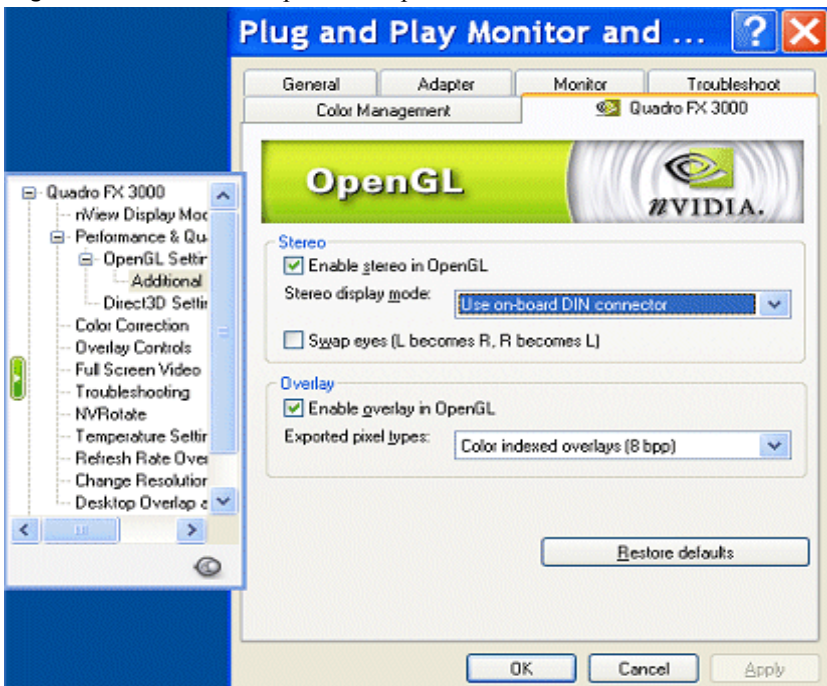 Plug and Play Monitor and ...
General Adapter Monitor Troubleshoot
Color Management Quadro FX 3000
OpenGL
nVIDIA.
Quadro FX 3000
nView Display Moc
Performance & Qu
OpenGL Settir
Additional
Direct3D Settir
Color Correction
Overlay Controls
Full Screen Video
Troubleshooting
NVRotate
Temperature Settir
Refresh Rate Over
Change Resolution
Desktop Overlap a
Stereo
Enable stereo in OpenGL
Stereo display mode: Use on-board DIN connector
Swap eyes (L becomes R, R becomes L)
Overlay
Enable overlay in OpenGL
Exported pixel types: Color indexed overlays (8 bpp)
Restore defaults
OK Cancel Apply